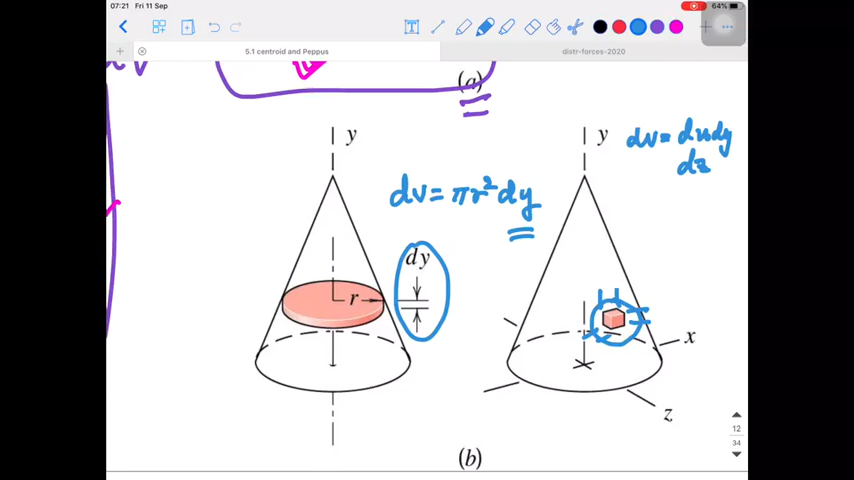 07:21 Fri 11 Sep
64%
5.1 centroid and Peppus
distr-forces-2020
(a)
y
y
dv = dxdy
dz
dv = πr²dy
dy
r
x
z
(b)
12
34